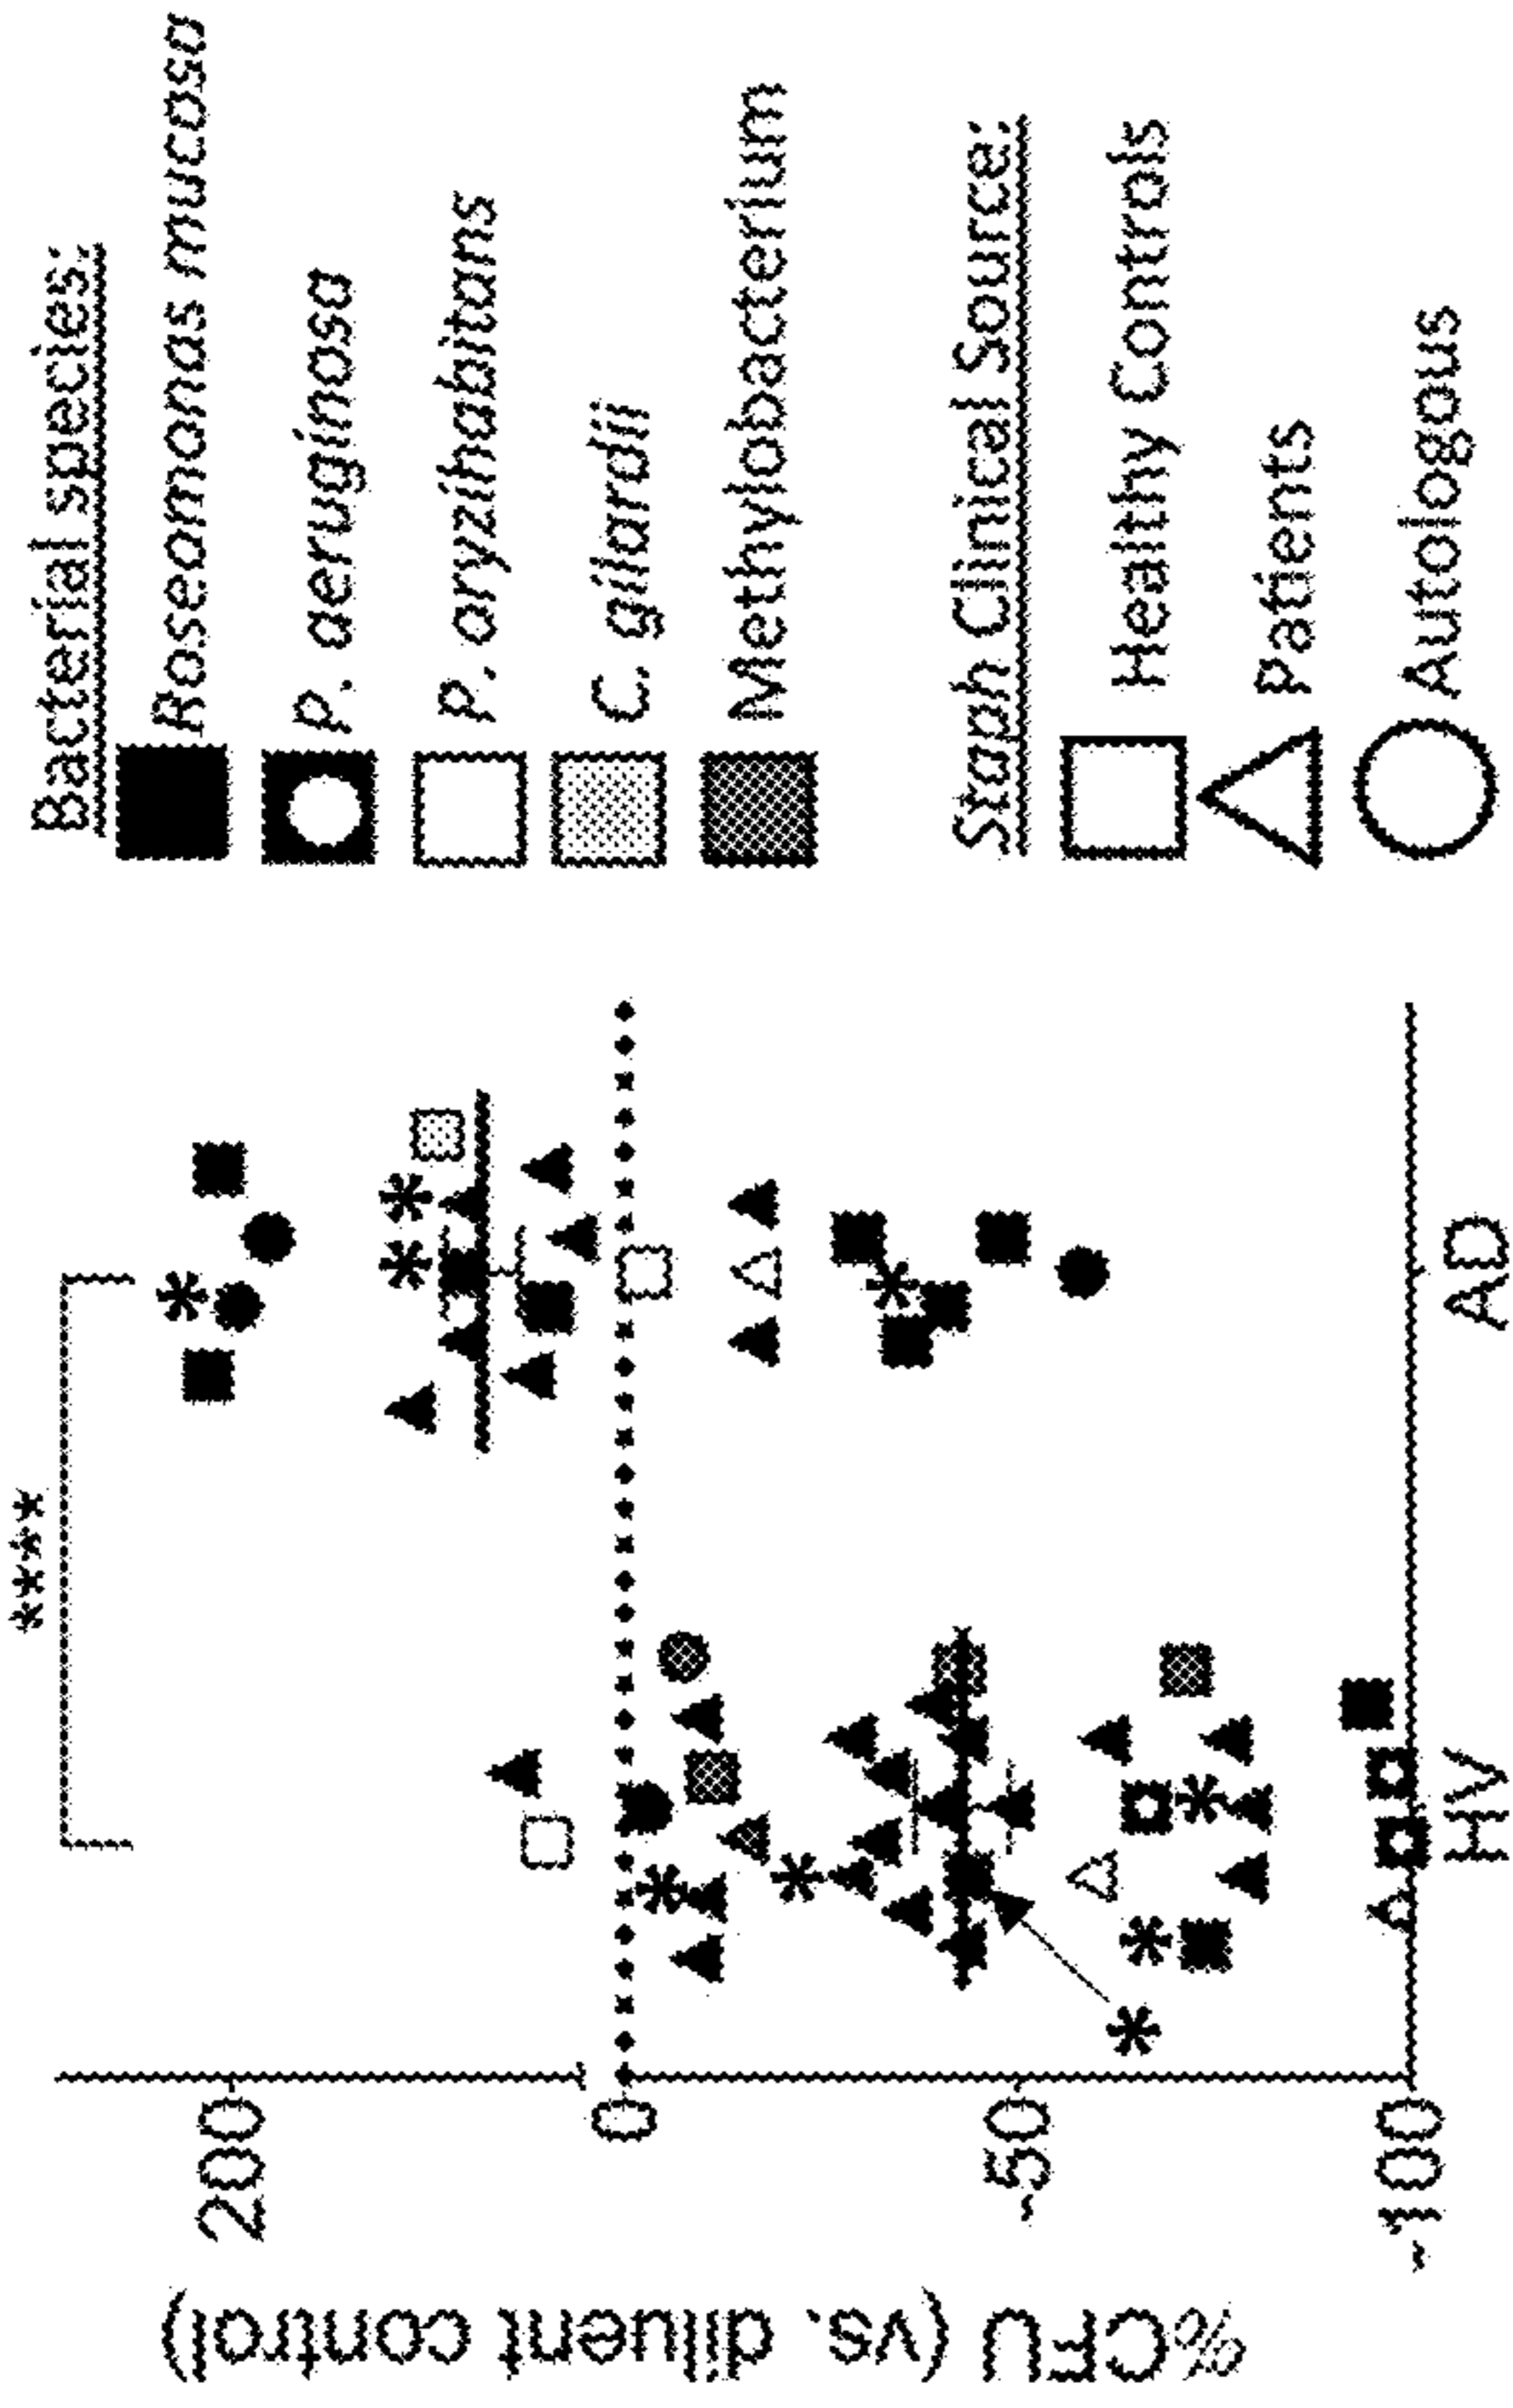 %CFU (vs. diluent control)
200
0
-50
-100
****
*
*
*
*
*
*
*
*
*
HV
AD
Bacterial species:
Roseomonas mucosa
P. aeruginosa
P. oryzihabitans
C. gilardii
Methylobacterium
Staph Clinical Source:
Healthy Controls
Patients
Autologous